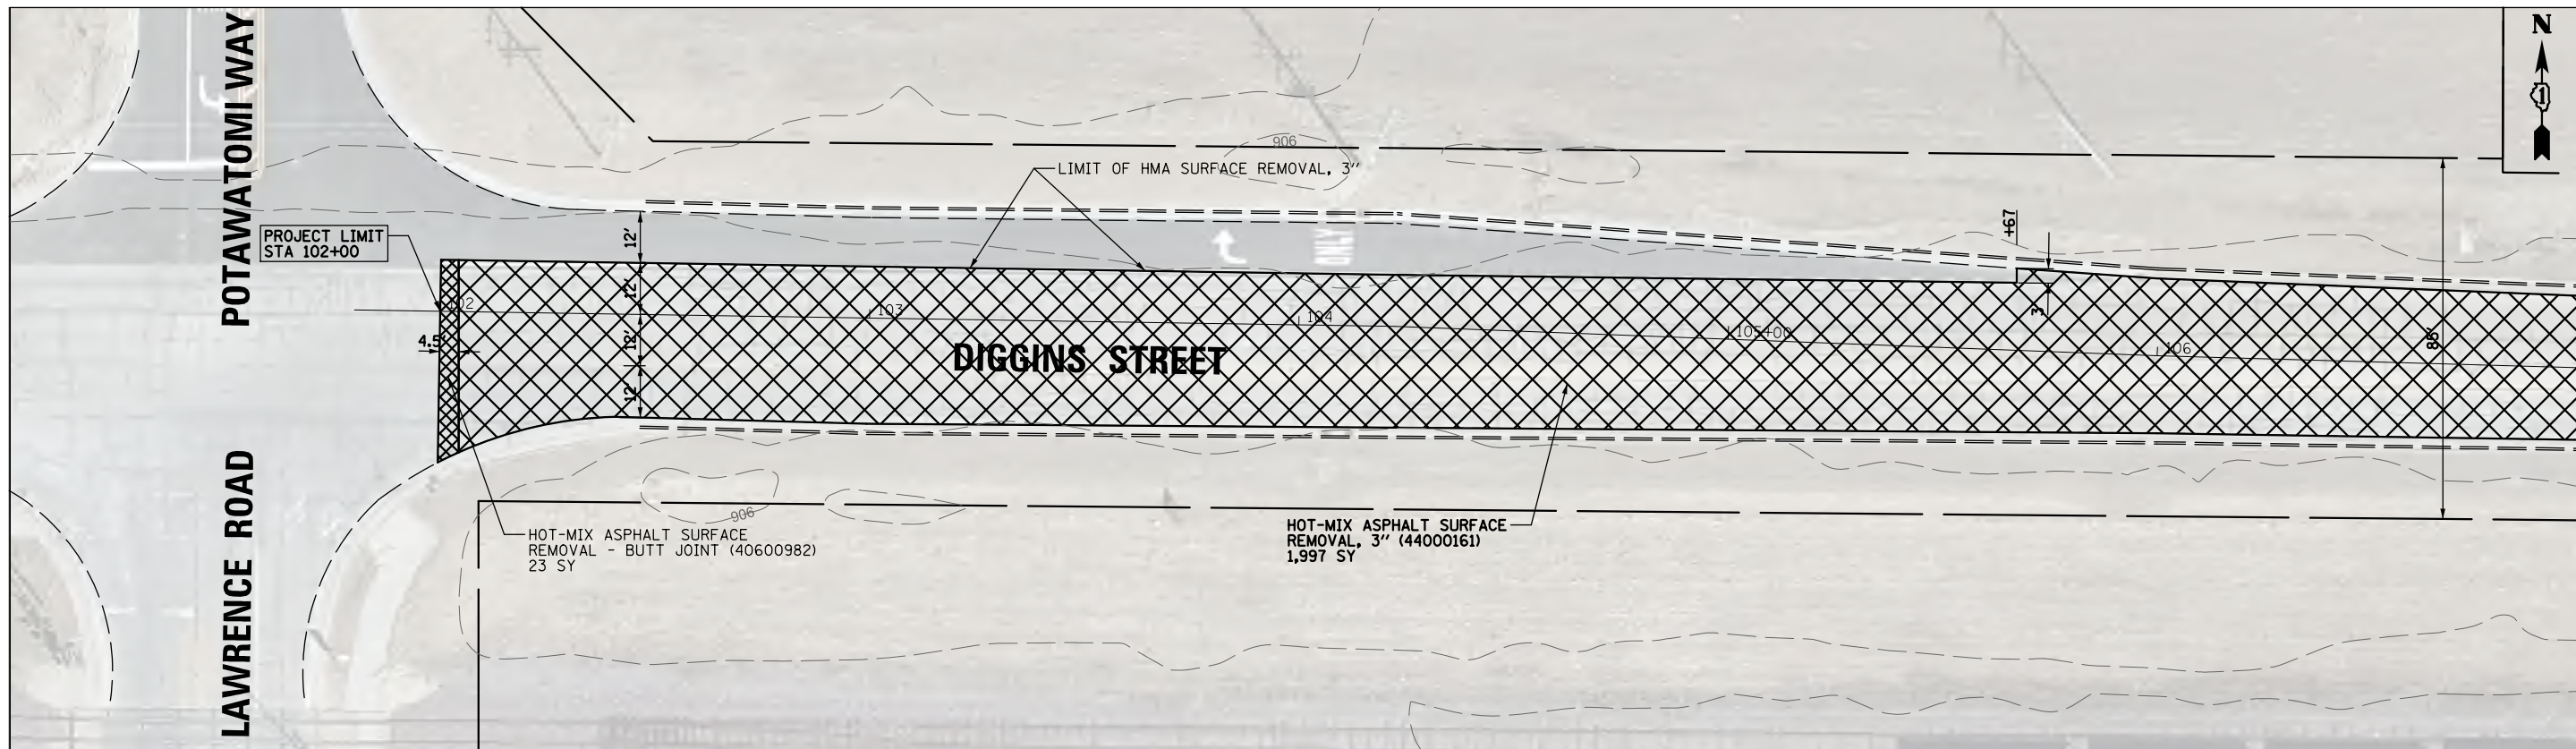 POTAWATOMI WAY
N
1
906
LIMIT OF HMA SURFACE REMOVAL, 3"
PROJECT LIMIT
STA 102+00
12'
12'
12'
12'
ONLY
+67
3'
102
103
104
105+00
106
4.5'
DIGGINS STREET
86'
LAWRENCE ROAD
906
HOT-MIX ASPHALT SURFACE
REMOVAL - BUTT JOINT (40600982)
23 SY
HOT-MIX ASPHALT SURFACE
REMOVAL, 3" (44000161)
1,997 SY